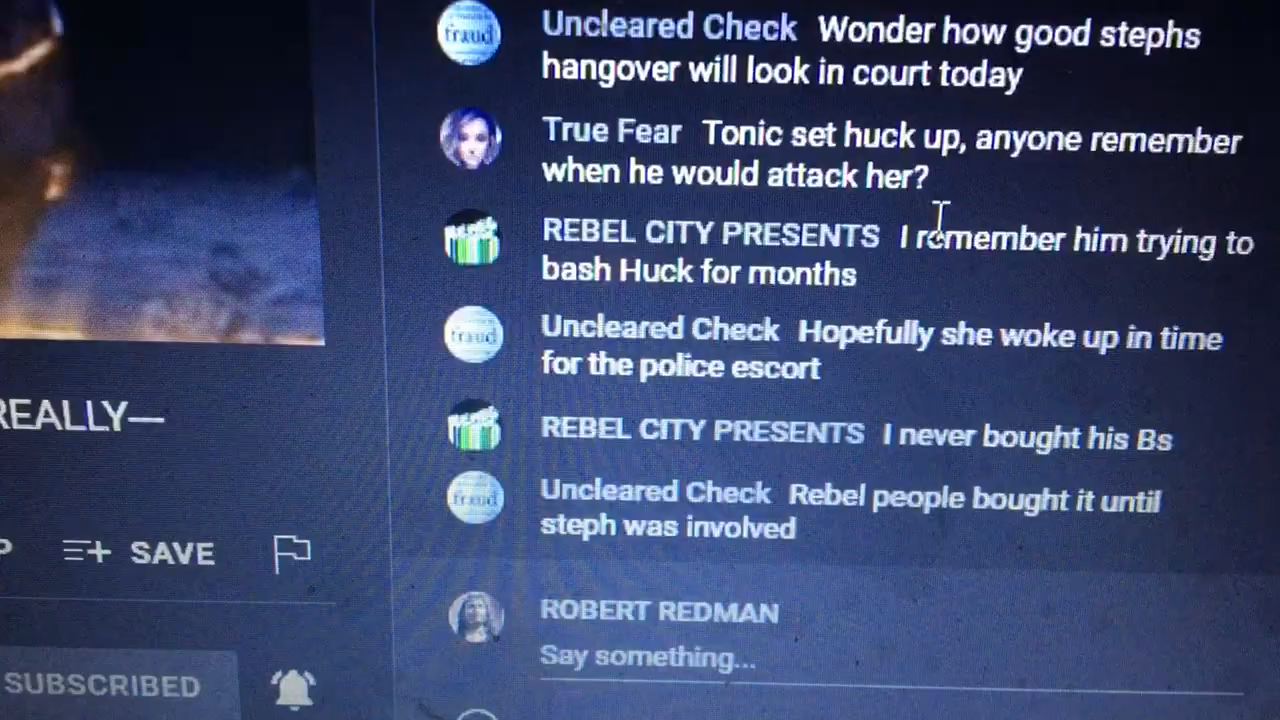 fraud
Uncleared Check Wonder how good stephs
hangover will look in court today
True Fear Tonic set huck up, anyone remember
when he would attack her?
REBEL CITY PRESENTS I remember him trying to
bash Huck for months
fraud
Uncleared Check Hopefully she woke up in time
for the police escort
REALLY—
REBEL CITY PRESENTS I never bought his Bs
fraud
Uncleared Check Rebel people bought it until
steph was involved
SAVE
ROBERT REDMAN
Say something...
SUBSCRIBED